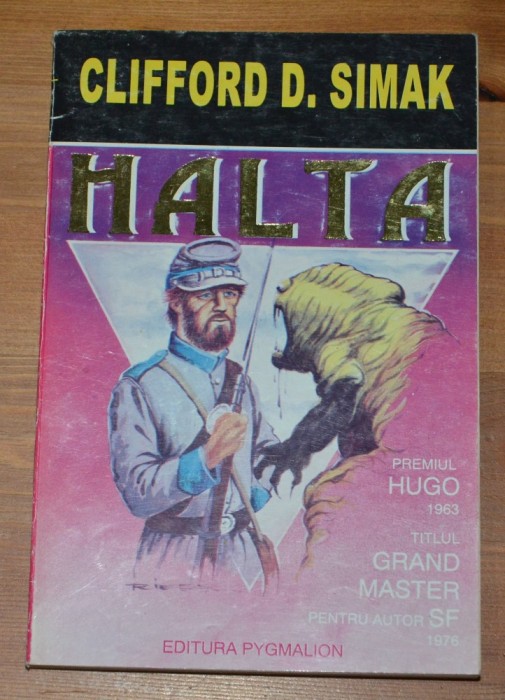 CLIFFORD D. SIMAK
HALTA
PREMIUL
HUGO
1963
TITLUL
GRAND
MASTER
PENTRU AUTOR SF
1976
EDITURA PYGMALION